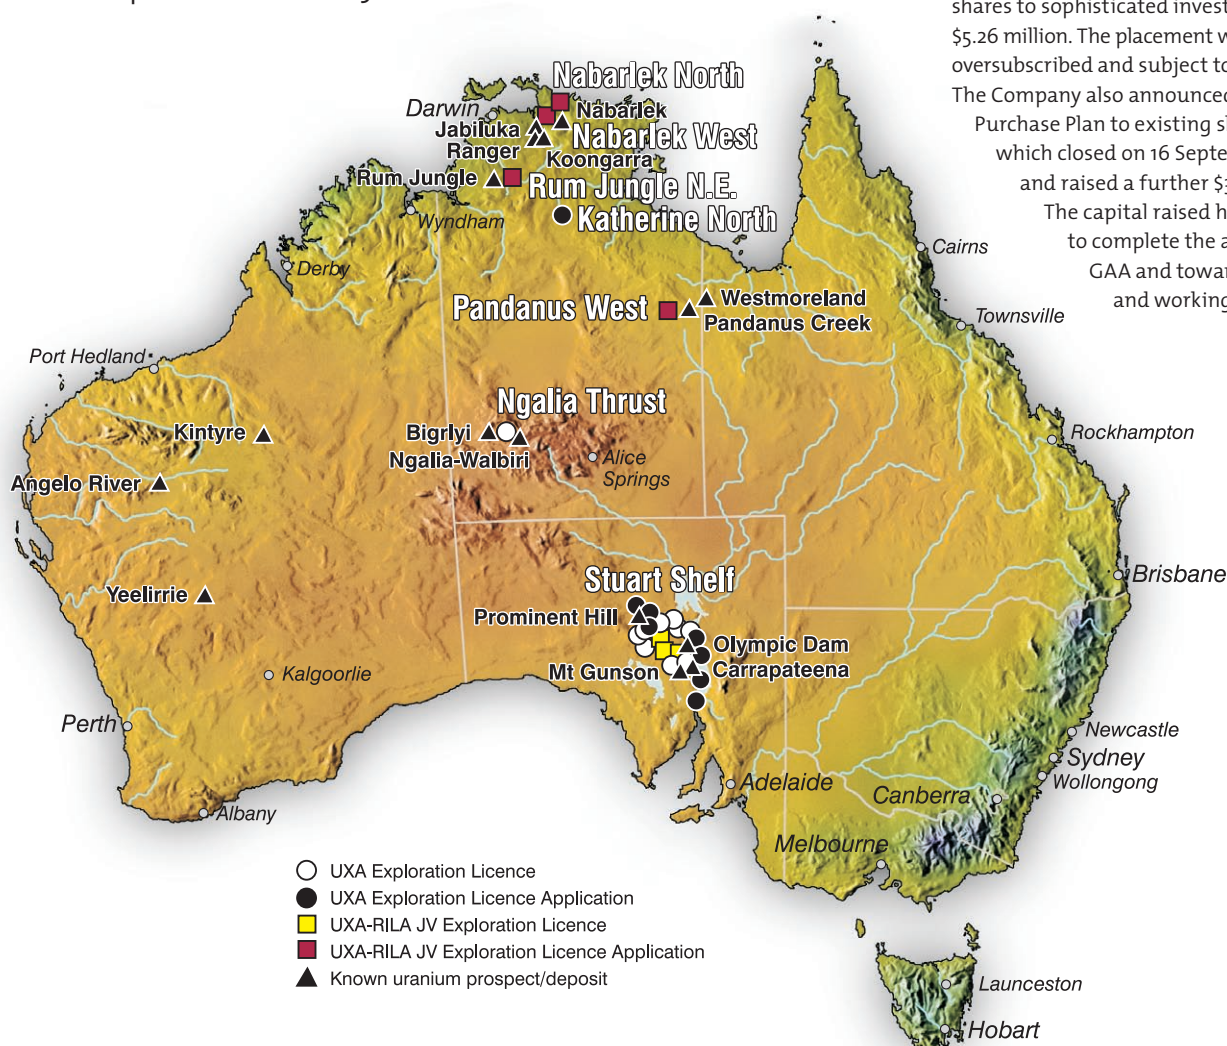 shares to sophisticated invest
$5.26 million. The placement w
oversubscribed and subject to
The Company also announced
Purchase Plan to existing s
which closed on 16 Septe
and raised a further $
The capital raised h
to complete the a
GAA and towar
and working
Nabarlek North
Darwin
Nabarlek
Jabiluka
Nabarlek West
Ranger
Koongarra
Rum Jungle
Rum Jungle N.E.
Wyndham
Katherine North
Cairns
Derby
Pandanus West
Westmoreland
Pandanus Creek
Townsville
Port Hedland
Ngalia Thrust
Kintyre
Bigrlyi
Rockhampton
Ngalia-Walbiri
Alice
Springs
Angelo River
Stuart Shelf
Brisbane
Yeelirrie
Prominent Hill
Olympic Dam
Mt Gunson
Carrapateena
Kalgoorlie
Perth
Newcastle
Sydney
Adelaide
Wollongong
Canberra
Albany
Melbourne
UXA Exploration Licence
UXA Exploration Licence Application
UXA-RILA JV Exploration Licence
UXA-RILA JV Exploration Licence Application
Known uranium prospect/deposit
Launceston
Hobart